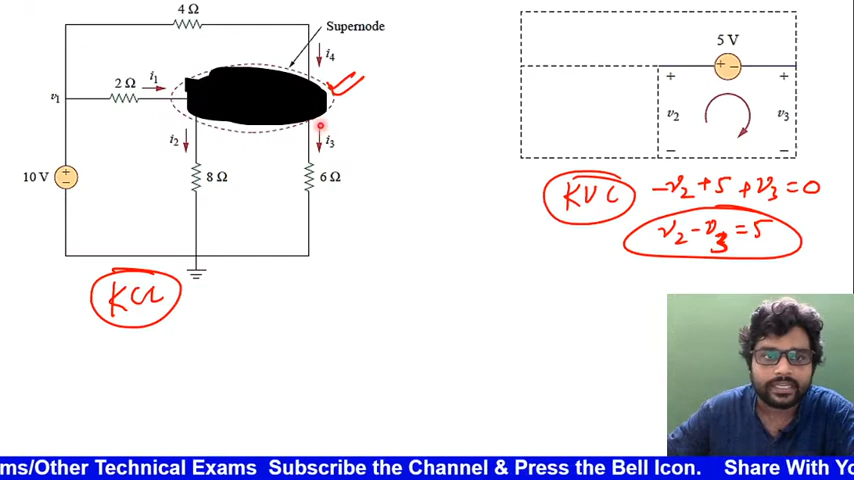 4 Ω
Supernode
i4
i1
2 Ω
v1
i2
i3
10 V
+
−
8 Ω
6 Ω
KCL
5 V
+ −
+
+
v2
v3
−
−
KVL
-v2 + 5 + v3 = 0
v2 - v3 = 5
ms/Other Technical Exams Subscribe the Channel & Press the Bell Icon. Share With Yo